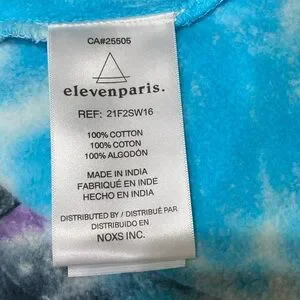 CA#25505
elevenparis.
REF: 21F2SW16
100% COTTON
100% COTON
100% ALGODÓN
MADE IN INDIA
FABRIQUÉ EN INDE
HECHO EN INDIA
DISTRIBUTED BY / DISTRIBUÉ PAR
DISTRIBUIDO EN
NOXS INC.